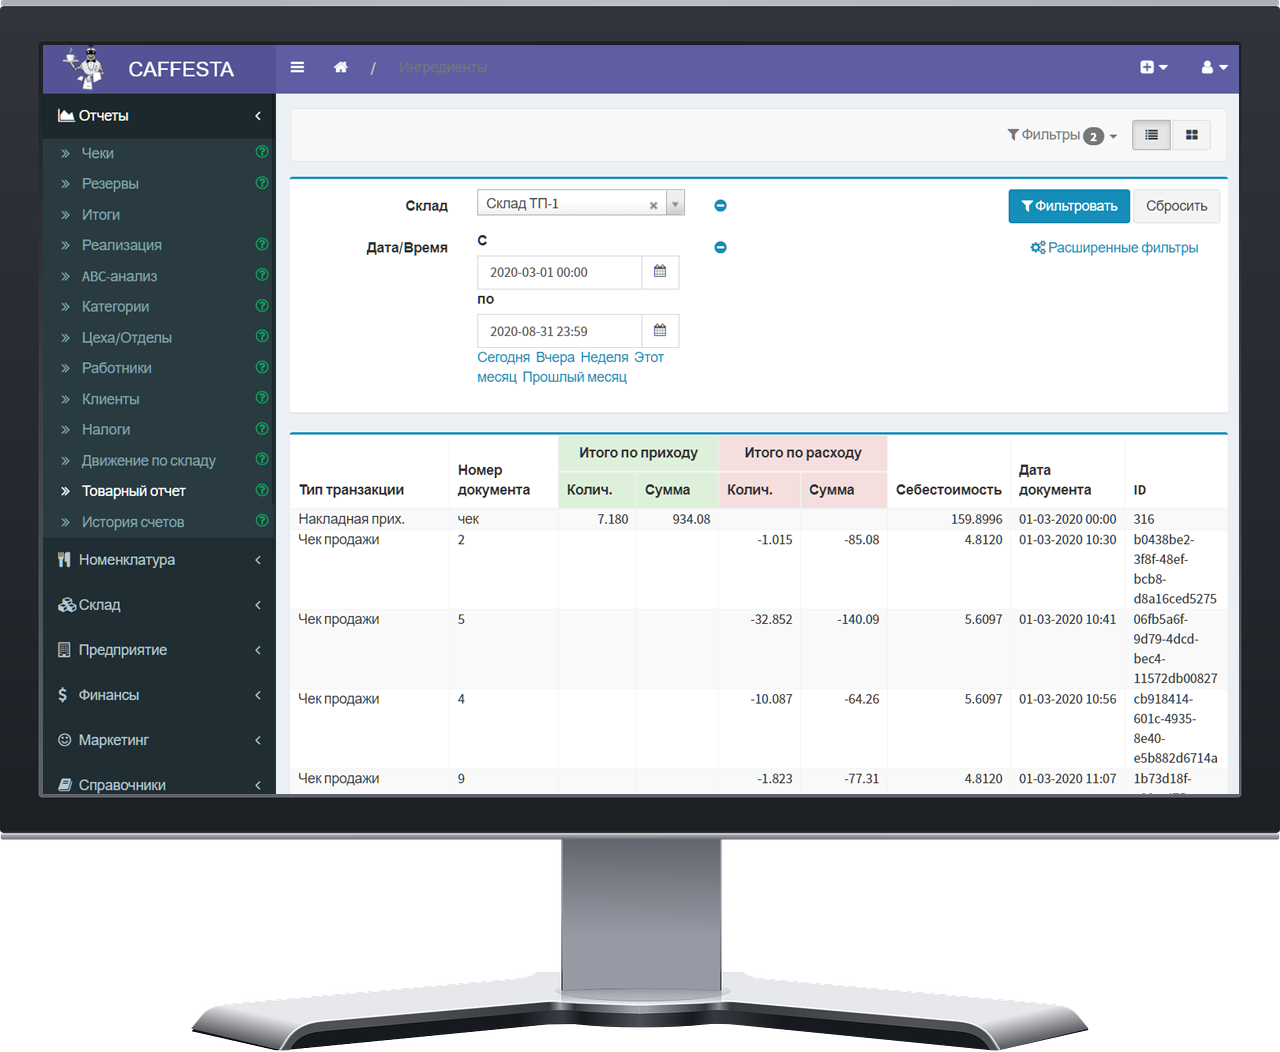 CAFFESTA
/ Ингредиенты
Отчеты
Чеки
Резервы
Итоги
Реализация
ABC-анализ
Категории
Цеха/Отделы
Работники
Клиенты
Налоги
Движение по складу
Товарный отчет
История счетов
Номенклатура
Склад
Предприятие
Финансы
Маркетинг
Справочники
Фильтры 2
Склад Склад ТП-1
Фильтровать Сбросить
Дата/Время С
Расширенные фильтры
2020-03-01 00:00
по
2020-08-31 23:59
Сегодня Вчера Неделя Этот
месяц Прошлый месяц
Итого по приходу Итого по расходу
Тип транзакции Номер документа Колич. Сумма Колич. Сумма Себестоимость Дата документа ID
Накладная прих. чек 7.180 934.08 159.8996 01-03-2020 00:00 316
Чек продажи 2 -1.015 -85.08 4.8120 01-03-2020 10:30 b0438be2-
3f8f-48ef-
bcb8-
d8a16ced5275
Чек продажи 5 -32.852 -140.09 5.6097 01-03-2020 10:41 06fb5a6f-
9d79-4dcd-
bec4-
11572db00827
Чек продажи 4 -10.087 -64.26 5.6097 01-03-2020 10:56 cb918414-
601c-4935-
8e40-
e5b882d6714a
Чек продажи 9 -1.823 -77.31 4.8120 01-03-2020 11:07 1b73d18f-